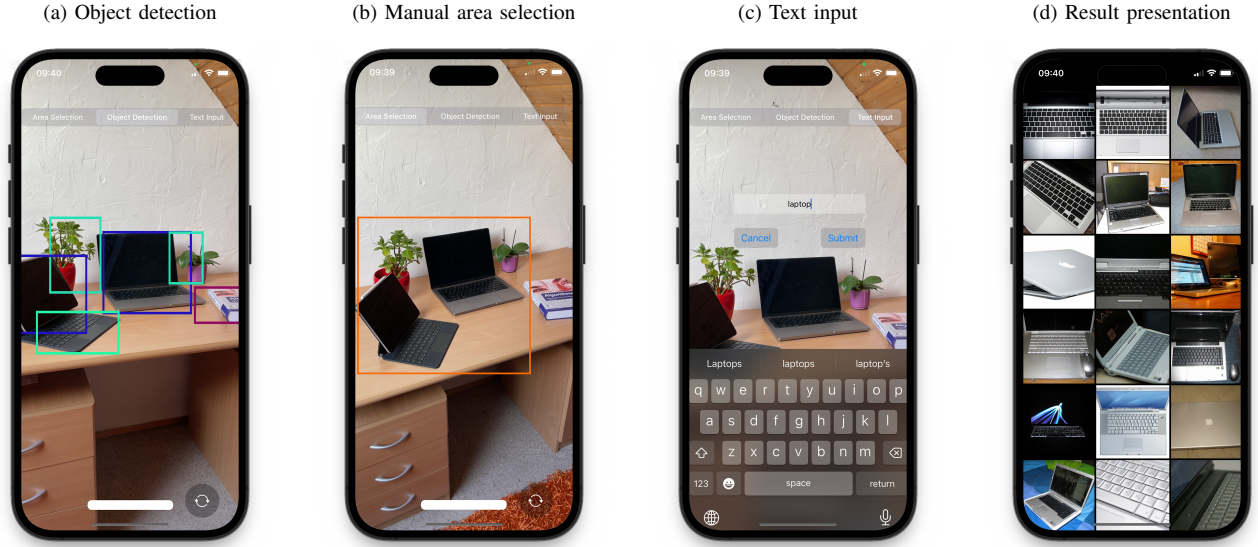 (a) Object detection
(b) Manual area selection
(c) Text input
(d) Result presentation
09:40
Area Selection
Object Detection
Text Input
09:39
Area Selection
Object Detection
Text Input
09:39
Area Selection
Object Detection
Text Input
laptop
Cancel
Submit
Laptops
laptops
laptop's
q w e r t y u i o p
a s d f g h j k l
z x c v b n m
123
space
return
09:40